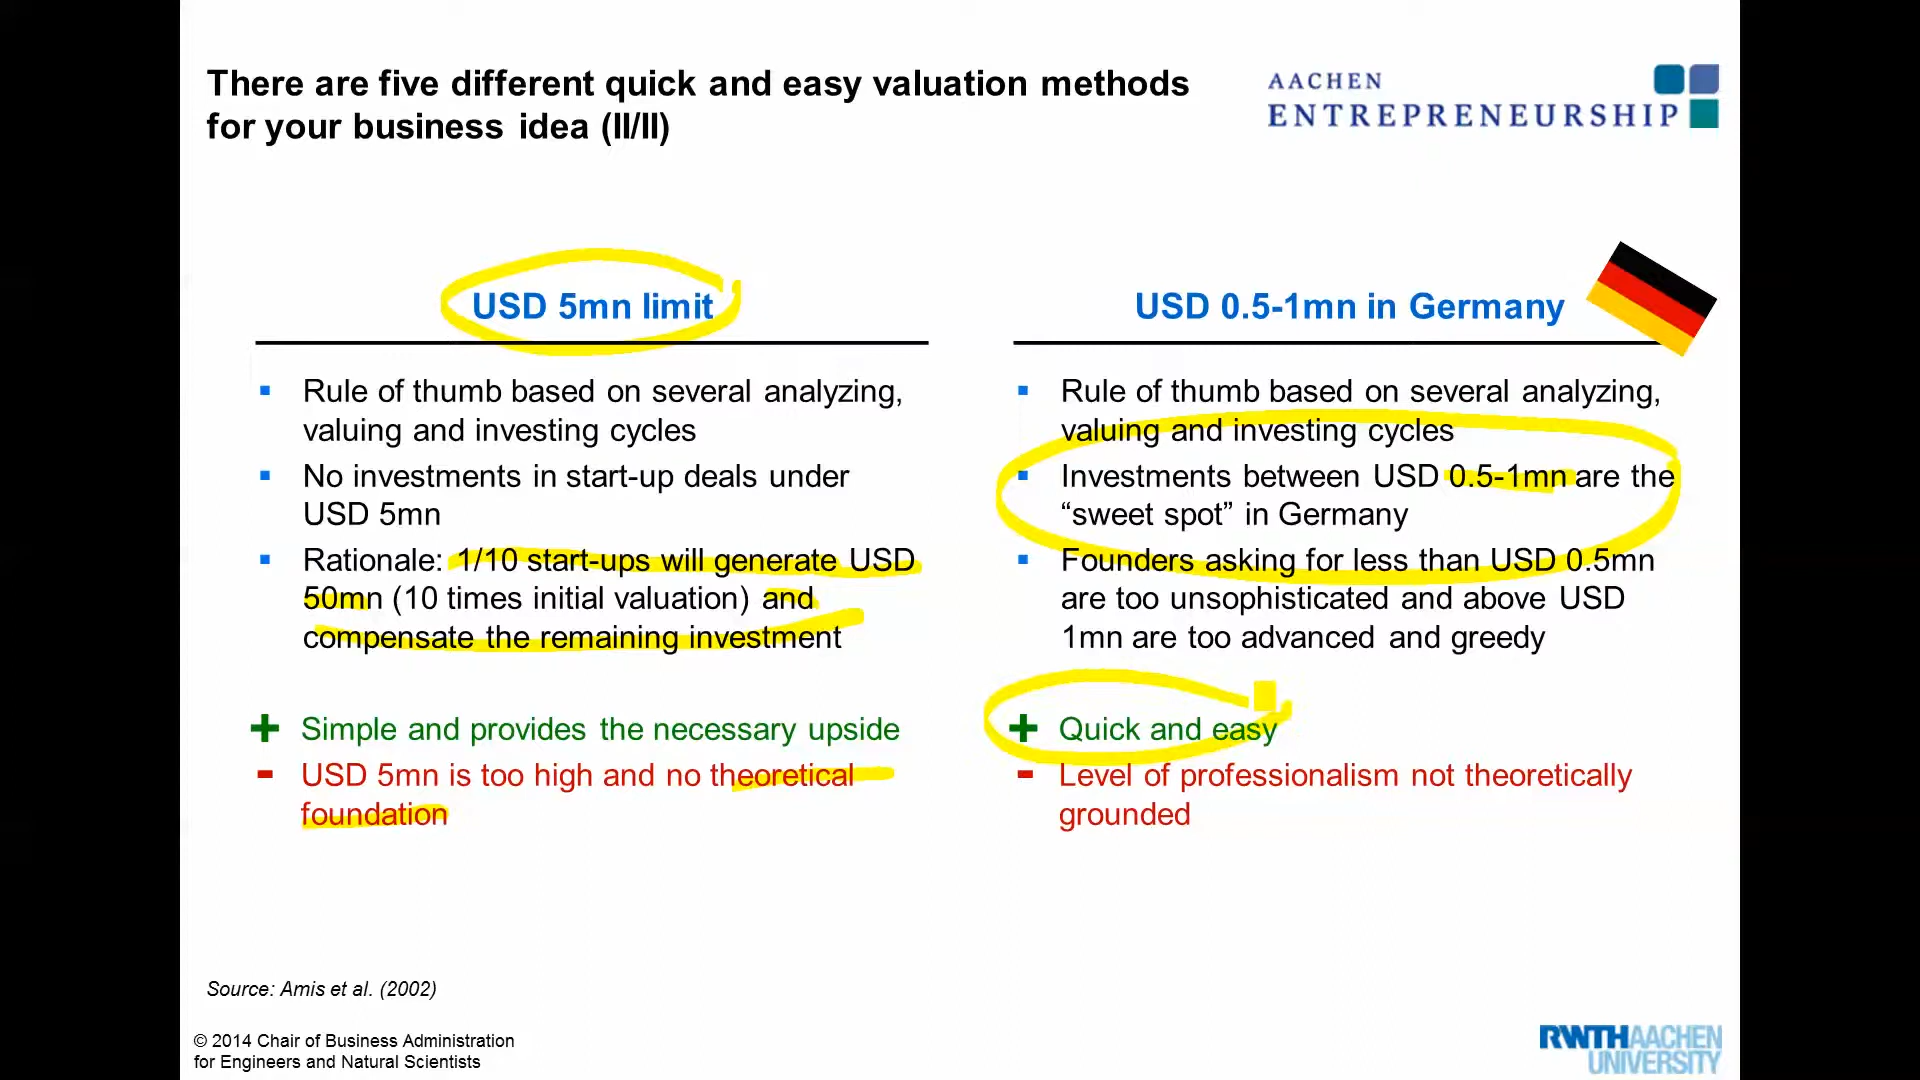 There are five different quick and easy valuation methods
for your business idea (II/II)
AACHEN
ENTREPRENEURSHIP
USD 5mn limit
Rule of thumb based on several analyzing,
valuing and investing cycles
No investments in start-up deals under
USD 5mn
Rationale: 1/10 start-ups will generate USD
50mn (10 times initial valuation) and
compensate the remaining investment
+ Simple and provides the necessary upside
- USD 5mn is too high and no theoretical
foundation
USD 0.5-1mn in Germany
Rule of thumb based on several analyzing,
valuing and investing cycles
Investments between USD 0.5-1mn are the
“sweet spot” in Germany
Founders asking for less than USD 0.5mn
are too unsophisticated and above USD
1mn are too advanced and greedy
+ Quick and easy
- Level of professionalism not theoretically
grounded
Source: Amis et al. (2002)
© 2014 Chair of Business Administration
for Engineers and Natural Scientists
RWTHAACHEN
UNIVERSITY